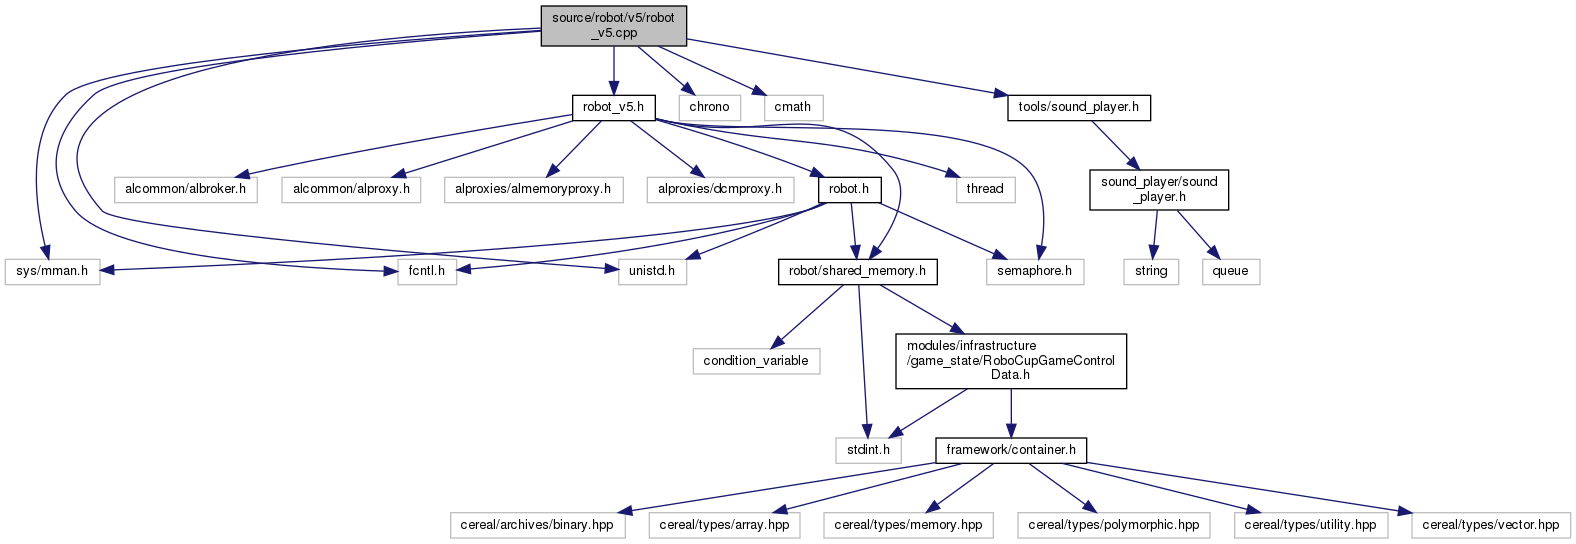 source/robot/v5/robot
_v5.cpp
robot_v5.h
chrono
cmath
tools/sound_player.h
alcommon/albroker.h
alcommon/alproxy.h
alproxies/almemoryproxy.h
alproxies/dcmproxy.h
robot.h
thread
sound_player/sound
_player.h
sys/mman.h
fcntl.h
unistd.h
robot/shared_memory.h
semaphore.h
string
queue
condition_variable
modules/infrastructure
/game_state/RoboCupGameControl
Data.h
stdint.h
framework/container.h
cereal/archives/binary.hpp
cereal/types/array.hpp
cereal/types/memory.hpp
cereal/types/polymorphic.hpp
cereal/types/utility.hpp
cereal/types/vector.hpp